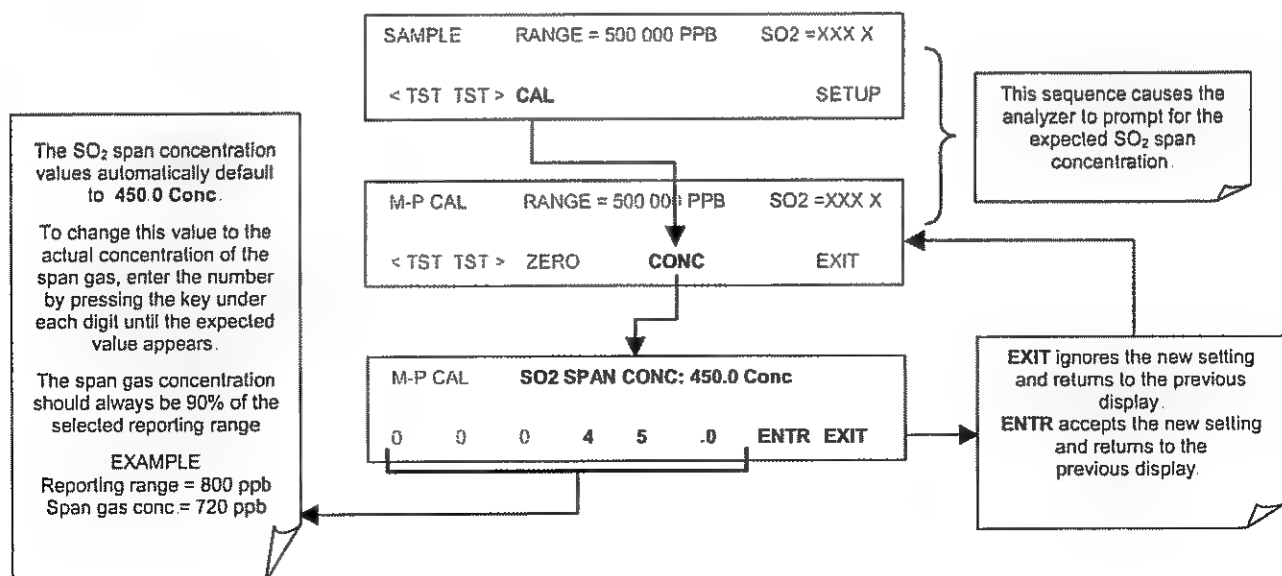 SAMPLE RANGE = 500 000 PPB SO2 =XXX X
< TST TST > CAL SETUP
This sequence causes the
analyzer to prompt for the
expected SO₂ span
concentration.
The SO₂ span concentration
values automatically default
to 450.0 Conc.
To change this value to the
actual concentration of the
span gas, enter the number
by pressing the key under
each digit until the expected
value appears.
The span gas concentration
should always be 90% of the
selected reporting range
EXAMPLE
Reporting range = 800 ppb
Span gas conc = 720 ppb
M-P CAL RANGE = 500 000 PPB SO2 =XXX X
< TST TST > ZERO CONC EXIT
M-P CAL SO2 SPAN CONC: 450.0 Conc
0 0 0 4 5 .0 ENTR EXIT
EXIT ignores the new setting
and returns to the previous
display.
ENTR accepts the new setting
and returns to the
previous display.